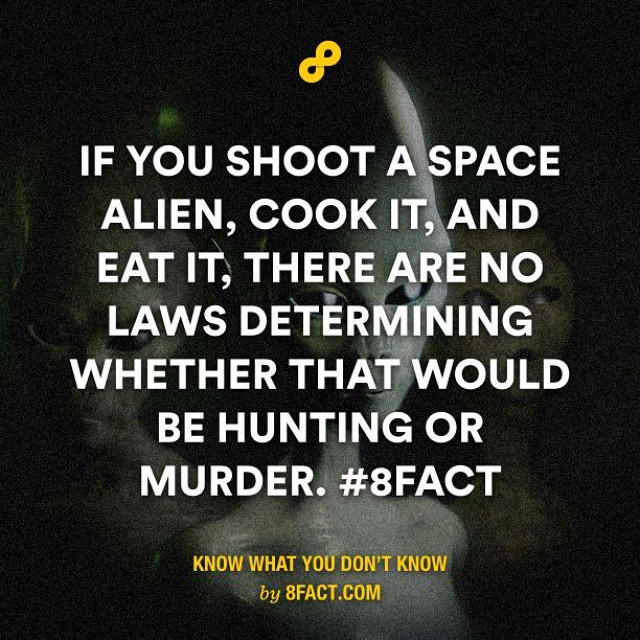 IF YOU SHOOT A SPACE
ALIEN, COOK IT, AND
EAT IT, THERE ARE NO
LAWS DETERMINING
WHETHER THAT WOULD
BE HUNTING OR
MURDER. #8FACT
KNOW WHAT YOU DON'T KNOW
by 8FACT.COM